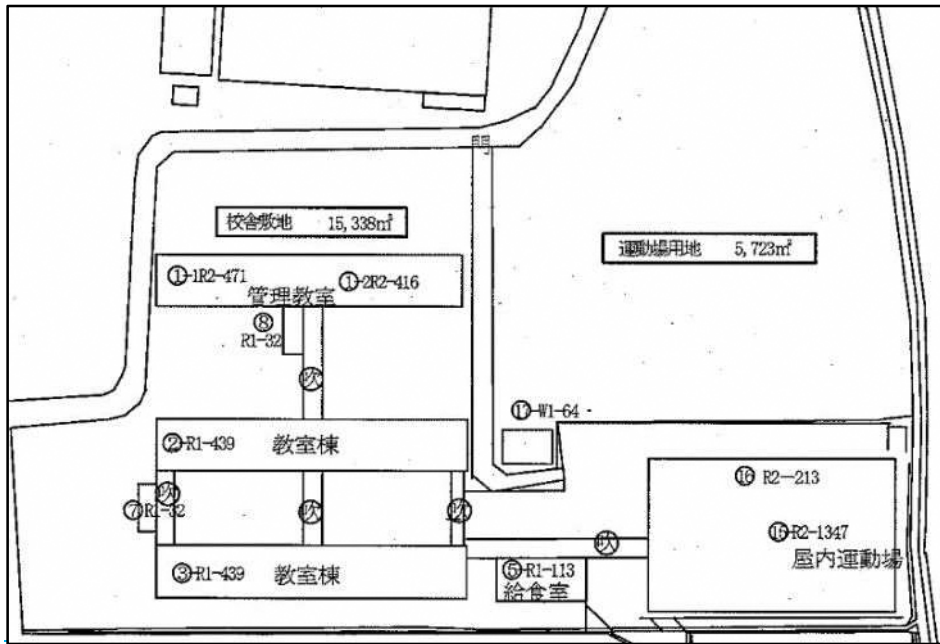 門
校舎敷地 15,338㎡
運動場用地 5,723㎡
①-1R2-471
①-2R2-416
管理教室
⑧
R1-32
吹
⑰-W1-64
②-R1-439 教室棟
⑯ R2-213
⑦R1-32
吹
吹
吹
⑮-R2-1347
吹
屋内運動場
③-R1-439 教室棟
⑤-R1-113
給食室